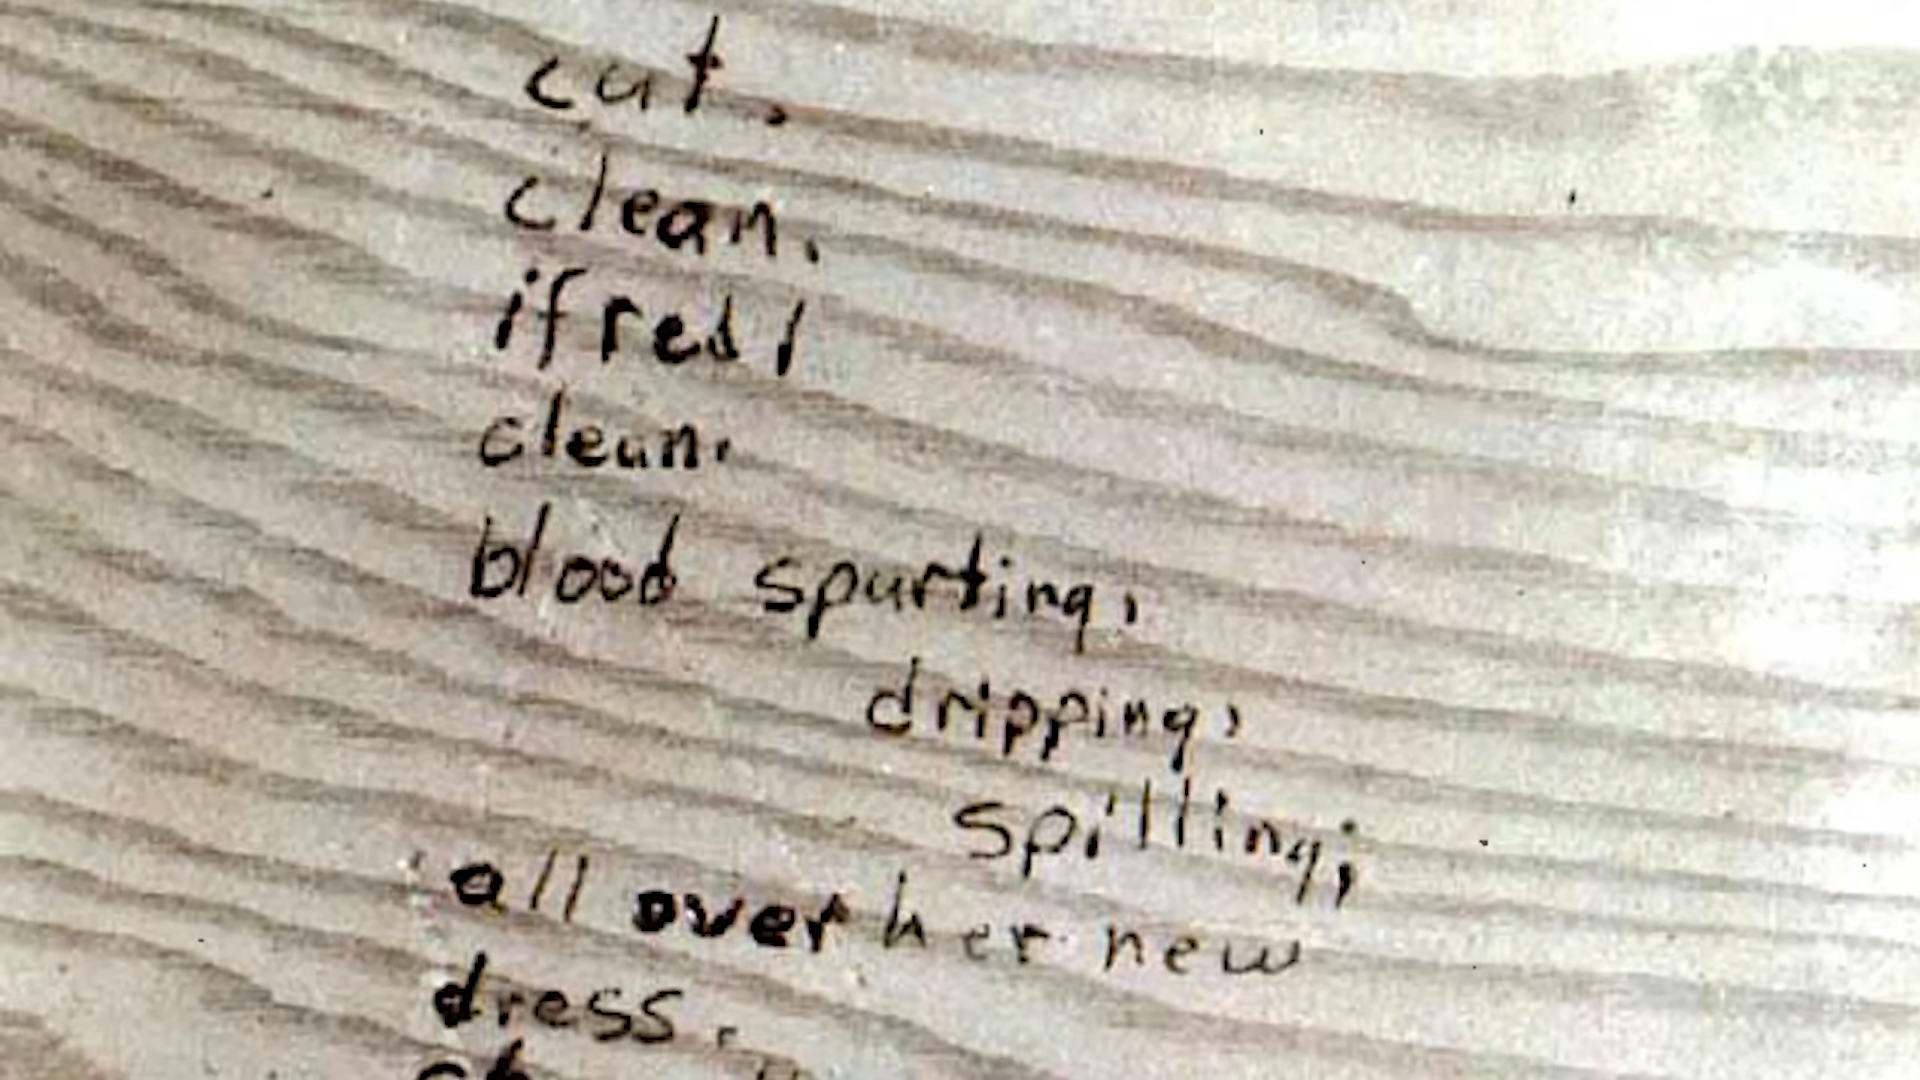 cut.
clean.
if red /
clean.
blood spurting,
dripping,
spilling;
all over her new
dress.